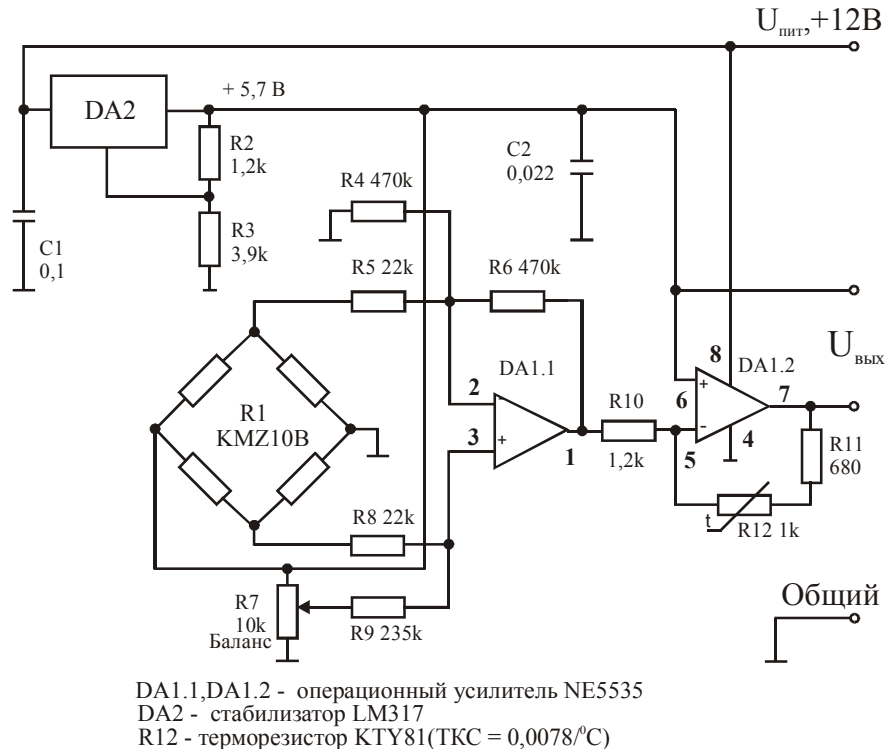 U пит,+12В
+ 5,7 В
DA2
R2
1,2k
C2
0,022
R4 470k
R3
3,9k
C1
0,1
R5 22k
R6 470k
U вых
8
DA1.2
DA1.1
+
6
7
2
-
R10
R1
KMZ10B
-
4
3
+
1
5
R11
680
1,2k
t
R12 1k
R8 22k
R7
10k
Баланс
R9 235k
Общий
DA1.1,DA1.2 - операционный усилитель NE5535
DA2 - стабилизатор LM317
R12 - терморезистор KTY81(ТКС = 0,0078/⁰С)